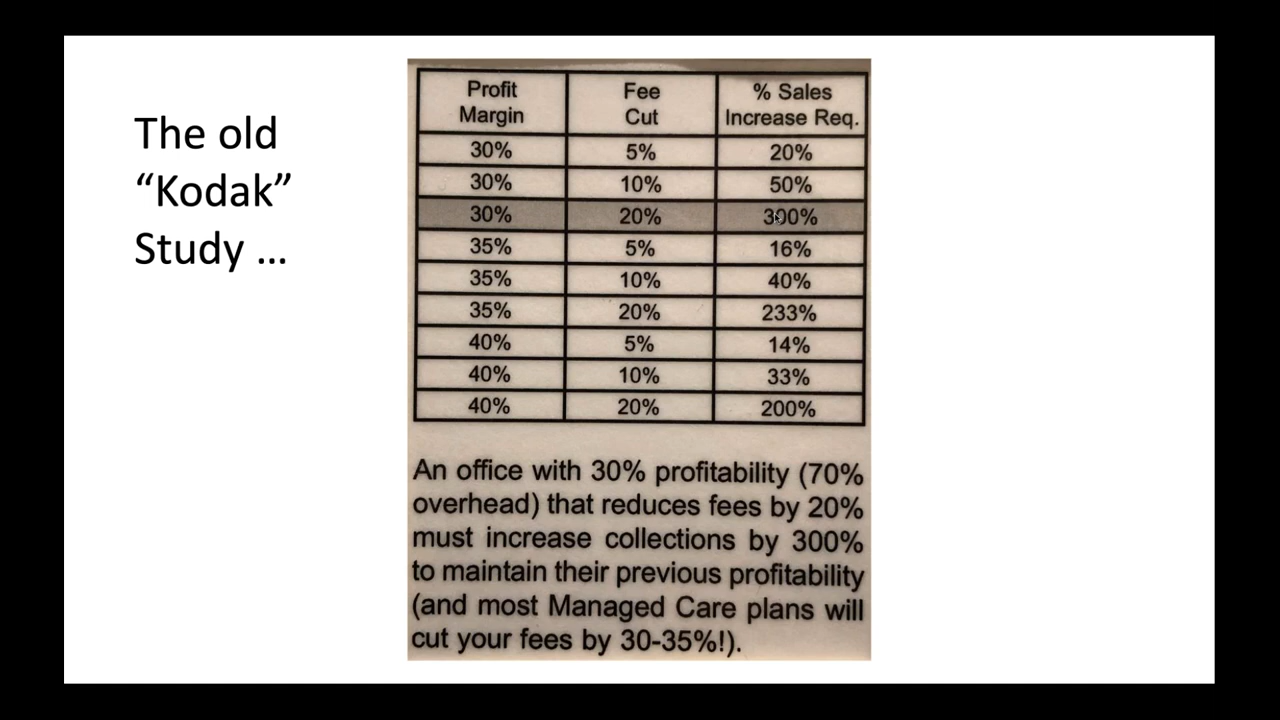 The old
“Kodak”
Study ...
Profit Margin | Fee Cut | % Sales Increase Req.
30% | 5% | 20%
30% | 10% | 50%
30% | 20% | 300%
35% | 5% | 16%
35% | 10% | 40%
35% | 20% | 233%
40% | 5% | 14%
40% | 10% | 33%
40% | 20% | 200%
An office with 30% profitability (70%
overhead) that reduces fees by 20%
must increase collections by 300%
to maintain their previous profitability
(and most Managed Care plans will
cut your fees by 30-35%!).